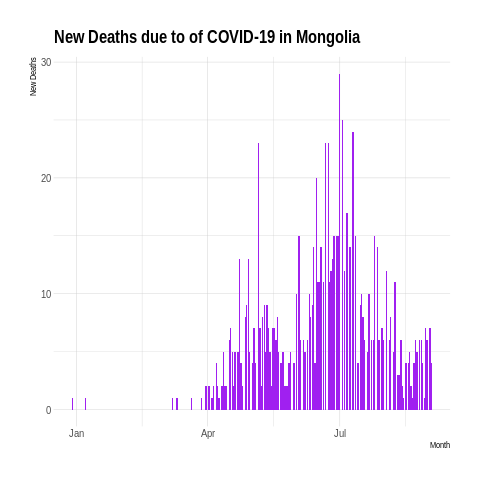 New Deaths due to of COVID-19 in Mongolia
New Deaths
30
20
10
0
Jan Apr Jul
Month